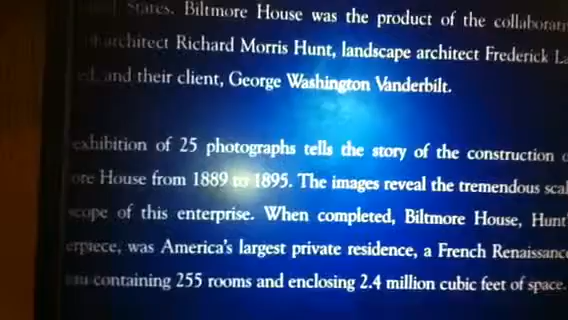 States. Biltmore House was the product of the
architect Richard Morris Hunt, landscape architect Frederick
and their client, George Washington Vanderbilt.
exhibition of 25 photographs tells the story of the construction
House from 1889 to 1895. The images reveal the tremendous
scope of this enterprise. When completed, Biltmore House, Hunt'
was America's largest private residence, a French Renaissance
containing 255 rooms and enclosing 2.4 million cubic feet of space.